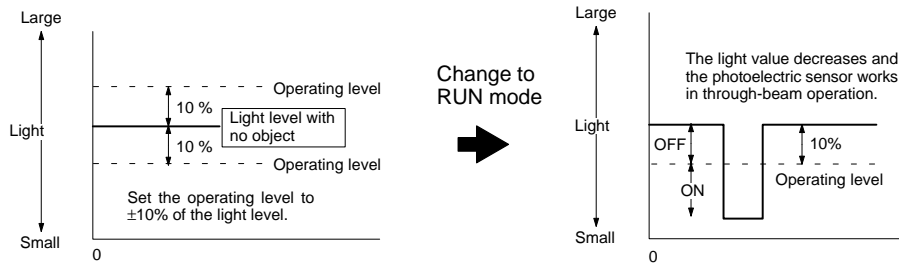 Large
Operating level
10 %
Light level with
no object
Light
10 %
Operating level
Set the operating level to
±10% of the light level.
Small
0
Change to
RUN mode
Large
The light value decreases and
the photoelectric sensor works
in through-beam operation.
Light
OFF
10%
Operating level
ON
Small
0